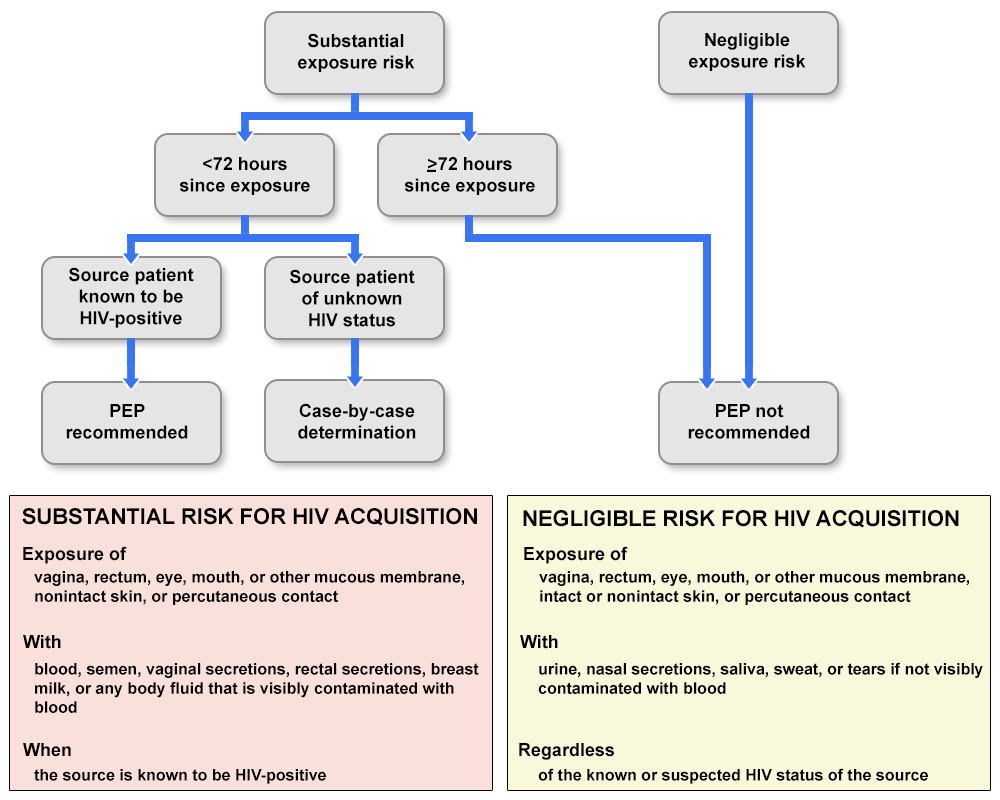 Substantial
exposure risk
Negligible
exposure risk
<72 hours
since exposure
≥72 hours
since exposure
Source patient
known to be
HIV-positive
Source patient
of unknown
HIV status
PEP
recommended
Case-by-case
determination
PEP not
recommended
SUBSTANTIAL RISK FOR HIV ACQUISITION
Exposure of
vagina, rectum, eye, mouth, or other mucous membrane,
nonintact skin, or percutaneous contact
With
blood, semen, vaginal secretions, rectal secretions, breast
milk, or any body fluid that is visibly contaminated with
blood
When
the source is known to be HIV-positive
NEGLIGIBLE RISK FOR HIV ACQUISITION
Exposure of
vagina, rectum, eye, mouth, or other mucous membrane,
intact or nonintact skin, or percutaneous contact
With
urine, nasal secretions, saliva, sweat, or tears if not visibly
contaminated with blood
Regardless
of the known or suspected HIV status of the source